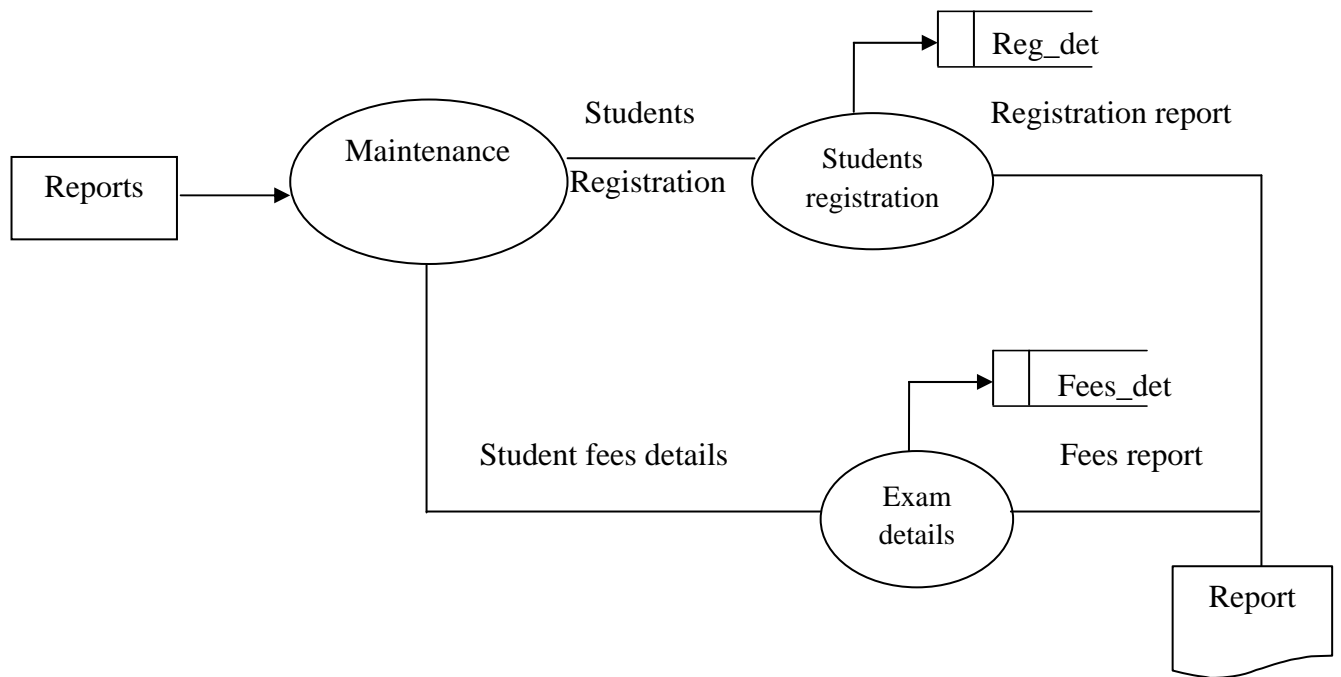 Reg_det
Students
Registration report
Maintenance
Students
registration
Reports
Registration
Fees_det
Student fees details
Fees report
Exam
details
Report